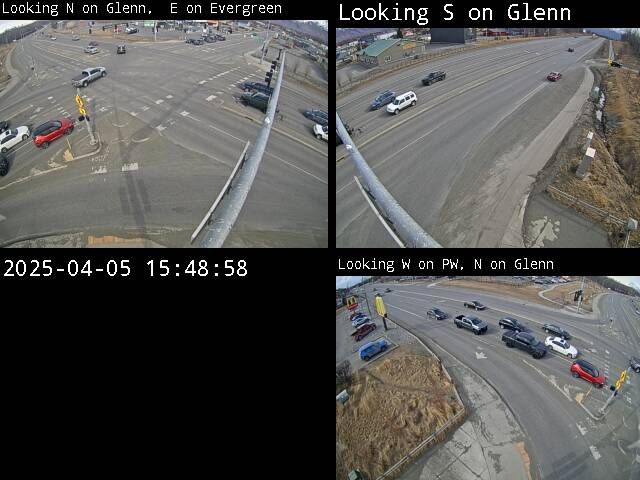 Looking N on Glenn,  E on Evergreen
Looking S on Glenn
2025-04-05 15:48:58
Looking W on PW, N on Glenn